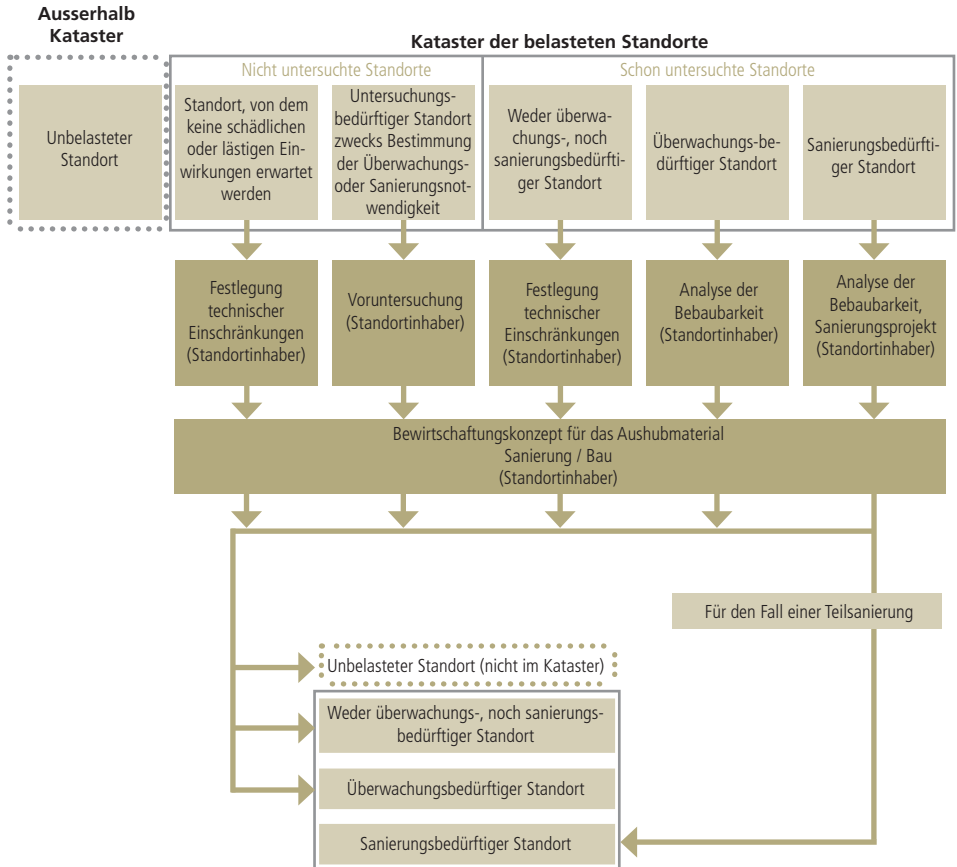 Ausserhalb
Kataster
Kataster der belasteten Standorte
Nicht untersuchte Standorte
Schon untersuchte Standorte
Unbelasteter
Standort
Standort, von dem
keine schädlichen
oder lästigen Ein-
wirkungen erwartet
werden
Untersuchungs-
bedürftiger Standort
zwecks Bestimmung
der Überwachungs-
oder Sanierungsnot-
wendigkeit
Weder überwa-
chungs-, noch
sanierungsbedürfti-
ger Standort
Überwachungs-be-
dürftiger Standort
Sanierungsbedürfti-
ger Standort
Festlegung
technischer
Einschränkungen
(Standortinhaber)
Voruntersuchung
(Standortinhaber)
Festlegung
technischer
Einschränkungen
(Standortinhaber)
Analyse der
Bebaubarkeit
(Standortinhaber)
Analyse der
Bebaubarkeit,
Sanierungsprojekt
(Standortinhaber)
Bewirtschaftungskonzept für das Aushubmaterial
Sanierung / Bau
(Standortinhaber)
Für den Fall einer Teilsanierung
Unbelasteter Standort (nicht im Kataster)
Weder überwachungs-, noch sanierungs-
bedürftiger Standort
Überwachungsbedürftiger Standort
Sanierungsbedürftiger Standort